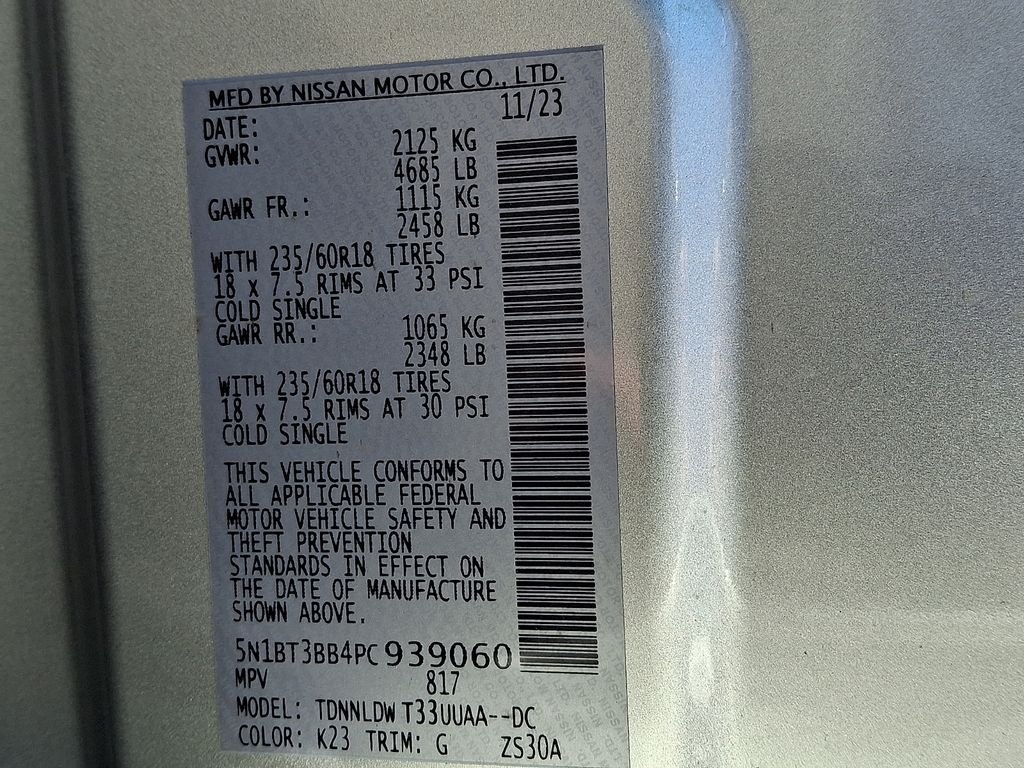 MFD BY NISSAN MOTOR CO., LTD.
DATE: 11/23
GVWR: 2125 KG
4685 LB
GAWR FR.: 1115 KG
2458 LB
WITH 235/60R18 TIRES
18 x 7.5 RIMS AT 33 PSI
COLD SINGLE
GAWR RR.: 1065 KG
2348 LB
WITH 235/60R18 TIRES
18 x 7.5 RIMS AT 30 PSI
COLD SINGLE
THIS VEHICLE CONFORMS TO
ALL APPLICABLE FEDERAL
MOTOR VEHICLE SAFETY AND
THEFT PREVENTION
STANDARDS IN EFFECT ON
THE DATE OF MANUFACTURE
SHOWN ABOVE.
5N1BT3BB4PC939060
MPV 817
MODEL: TDNNLDW T33UUAA--DC
COLOR: K23 TRIM: G ZS30A